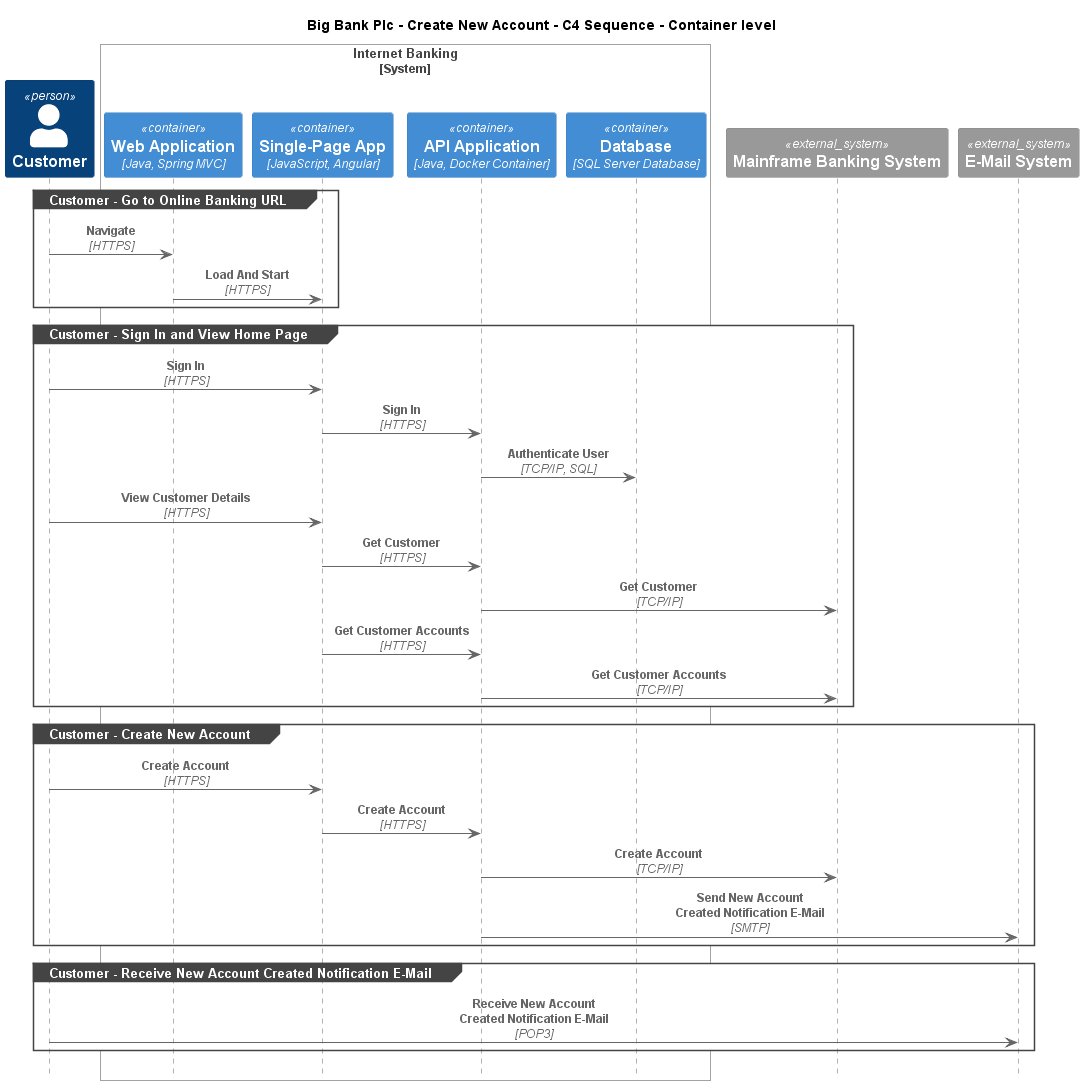 Big Bank Plc - Create New Account - C4 Sequence - Container level
Internet Banking
[System]
«person»
Customer
«container»
Web Application
[Java, Spring MVC]
«container»
Single-Page App
[JavaScript, Angular]
«container»
API Application
[Java, Docker Container]
«container»
Database
[SQL Server Database]
«external_system»
Mainframe Banking System
«external_system»
E-Mail System
Customer - Go to Online Banking URL
Navigate
[HTTPS]
Load And Start
[HTTPS]
Customer - Sign In and View Home Page
Sign In
[HTTPS]
Sign In
[HTTPS]
Authenticate User
[TCP/IP, SQL]
View Customer Details
[HTTPS]
Get Customer
[HTTPS]
Get Customer
[TCP/IP]
Get Customer Accounts
[HTTPS]
Get Customer Accounts
[TCP/IP]
Customer - Create New Account
Create Account
[HTTPS]
Create Account
[HTTPS]
Create Account
[TCP/IP]
Send New Account
Created Notification E-Mail
[SMTP]
Customer - Receive New Account Created Notification E-Mail
Receive New Account
Created Notification E-Mail
[POP3]